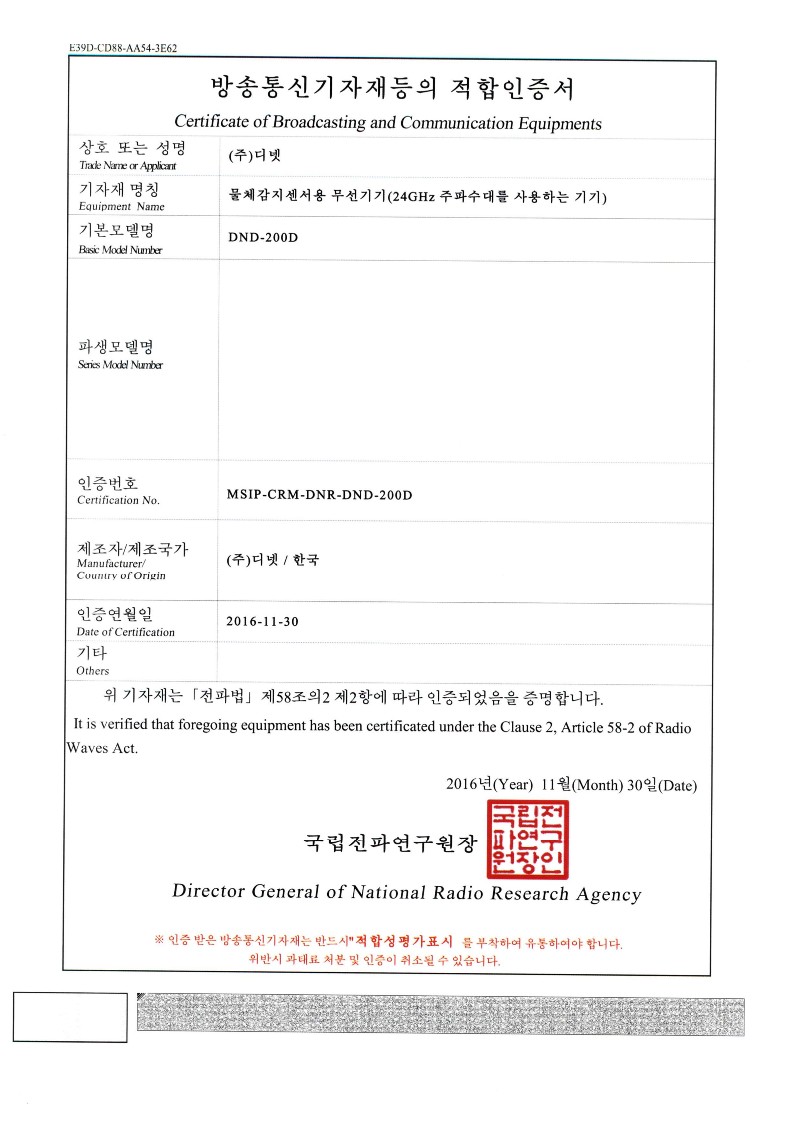 E39D-CD88-AA54-3E62
방송통신기자재등의 적합인증서
Certificate of Broadcasting and Communication Equipments
상호 또는 성명
Trade Name or Applicant
(주)디넷
기자재 명칭
Equipment Name
물체감지센서용 무선기기(24GHz 주파수대를 사용하는 기기)
기본모델명
Basic Model Number
DND-200D
파생모델명
Series Model Number
인증번호
Certification No.
MSIP-CRM-DNR-DND-200D
제조자/제조국가
Manufacturer/
Country of Origin
(주)디넷 / 한국
인증연월일
Date of Certification
2016-11-30
기타
Others
위 기자재는「전파법」제58조의2 제2항에 따라 인증되었음을 증명합니다.
It is verified that foregoing equipment has been certified under the Clause 2, Article 58-2 of Radio
Waves Act.
2016년(Year) 11월(Month) 30일(Date)
국립전파연구원장
국립전
파연구
원장인
Director General of National Radio Research Agency
※ 인증 받은 방송통신기자재는 반드시"적합성평가표시 를 부착하여 유통하여야 합니다.
위반시 과태료 처분 및 인증이 취소될 수 있습니다.